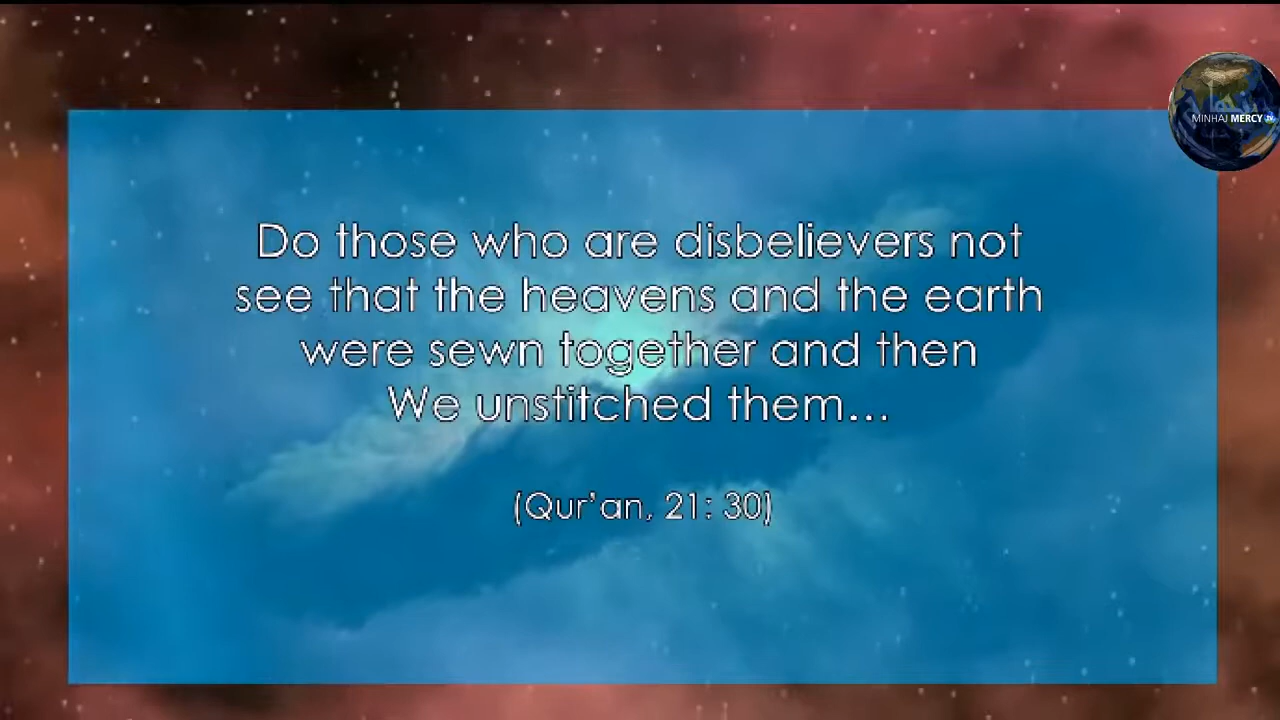 MINHAJ MERCY.tv
Do those who are disbelievers not
see that the heavens and the earth
were sewn together and then
We unstitched them...
(Qur'an, 21: 30)